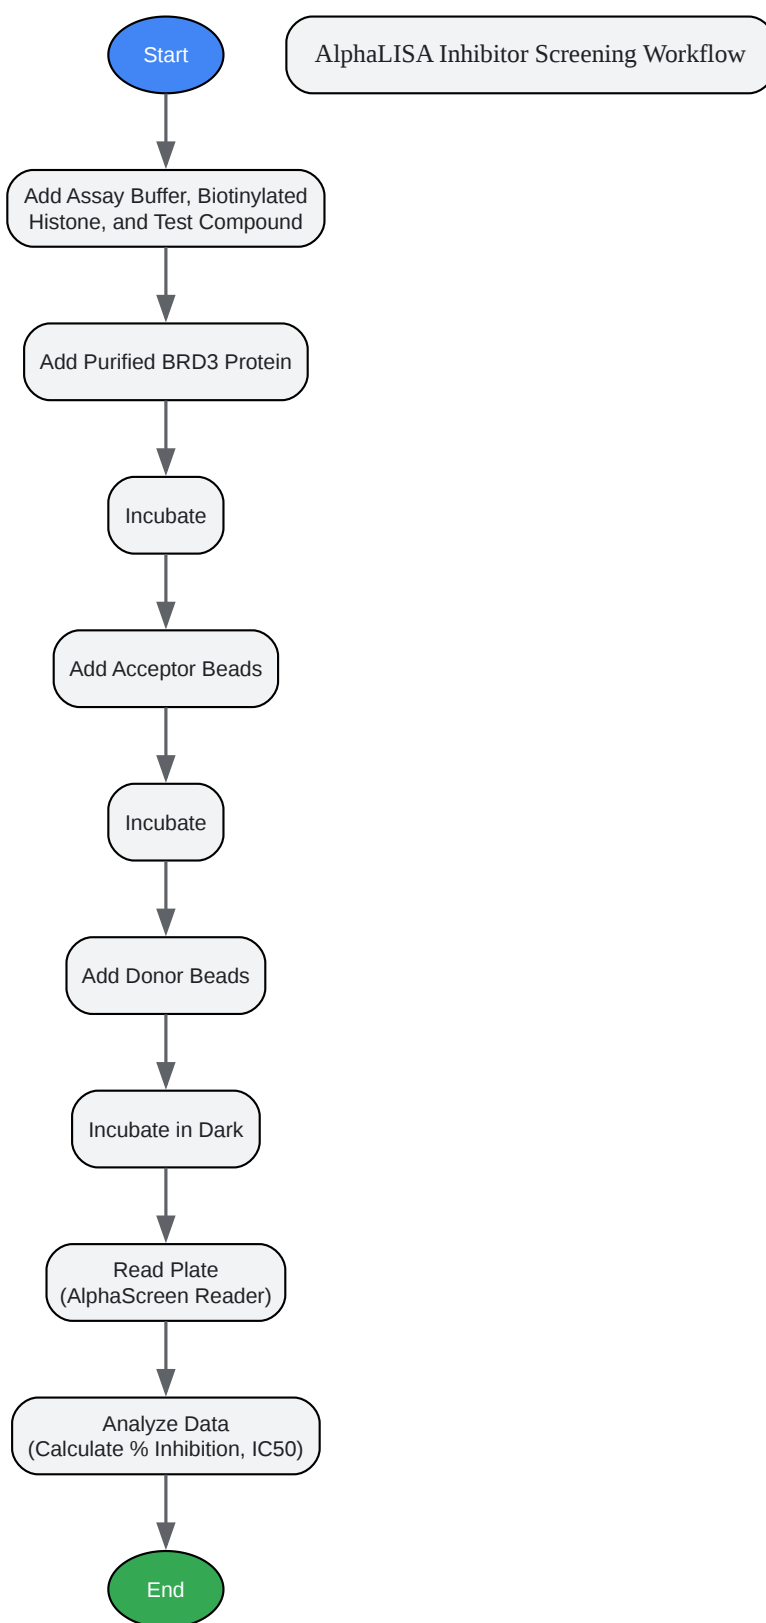 Start
AlphaLISA Inhibitor Screening Workflow
Add Assay Buffer, Biotinylated
Histone, and Test Compound
Add Purified BRD3 Protein
Incubate
Add Acceptor Beads
Incubate
Add Donor Beads
Incubate in Dark
Read Plate
(AlphaScreen Reader)
Analyze Data
(Calculate % Inhibition, IC50)
End